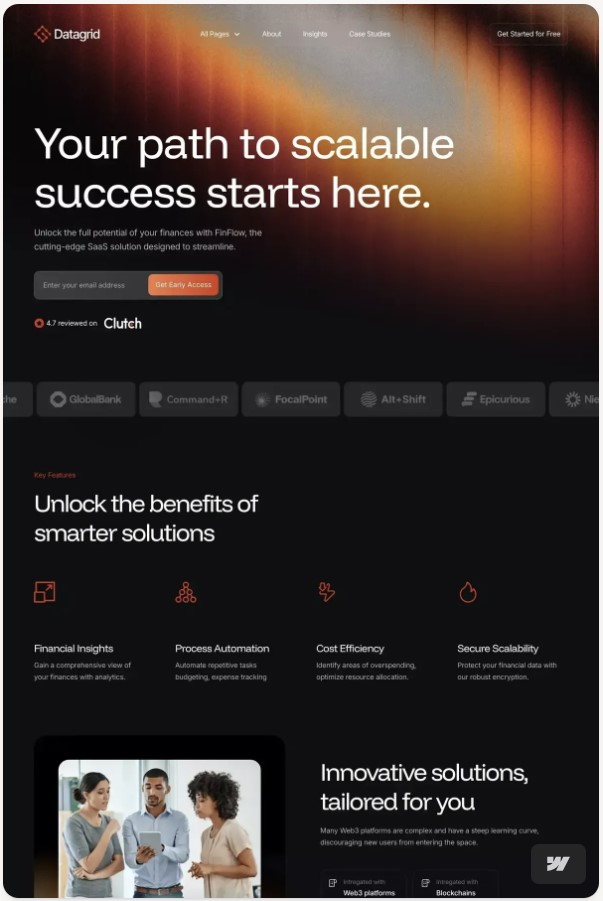 Datagrid
All Pages
About
Insights
Case Studies
Get Started for Free
Your path to scalable
success starts here.
Unlock the full potential of your finances with FinFlow, the
cutting-edge SaaS solution designed to streamline.
Enter your email address
Get Early Access
4.7 reviewed on Clutch
che
GlobalBank
Command+R
FocalPoint
Alt+Shift
Epicurious
Nie
Key Features
Unlock the benefits of
smarter solutions
Financial Insights
Gain a comprehensive view of
your finances with analytics.
Process Automation
Automate repetitive tasks
budgeting, expense tracking
Cost Efficiency
Identify areas of overspending,
optimize resource allocation.
Secure Scalability
Protect your financial data with
our robust encryption.
Innovative solutions,
tailored for you
Many Web3 platforms are complex and have a steep learning curve,
discouraging new users from entering the space.
Intregated with
Web3 platforms
Intregated with
Blockchains